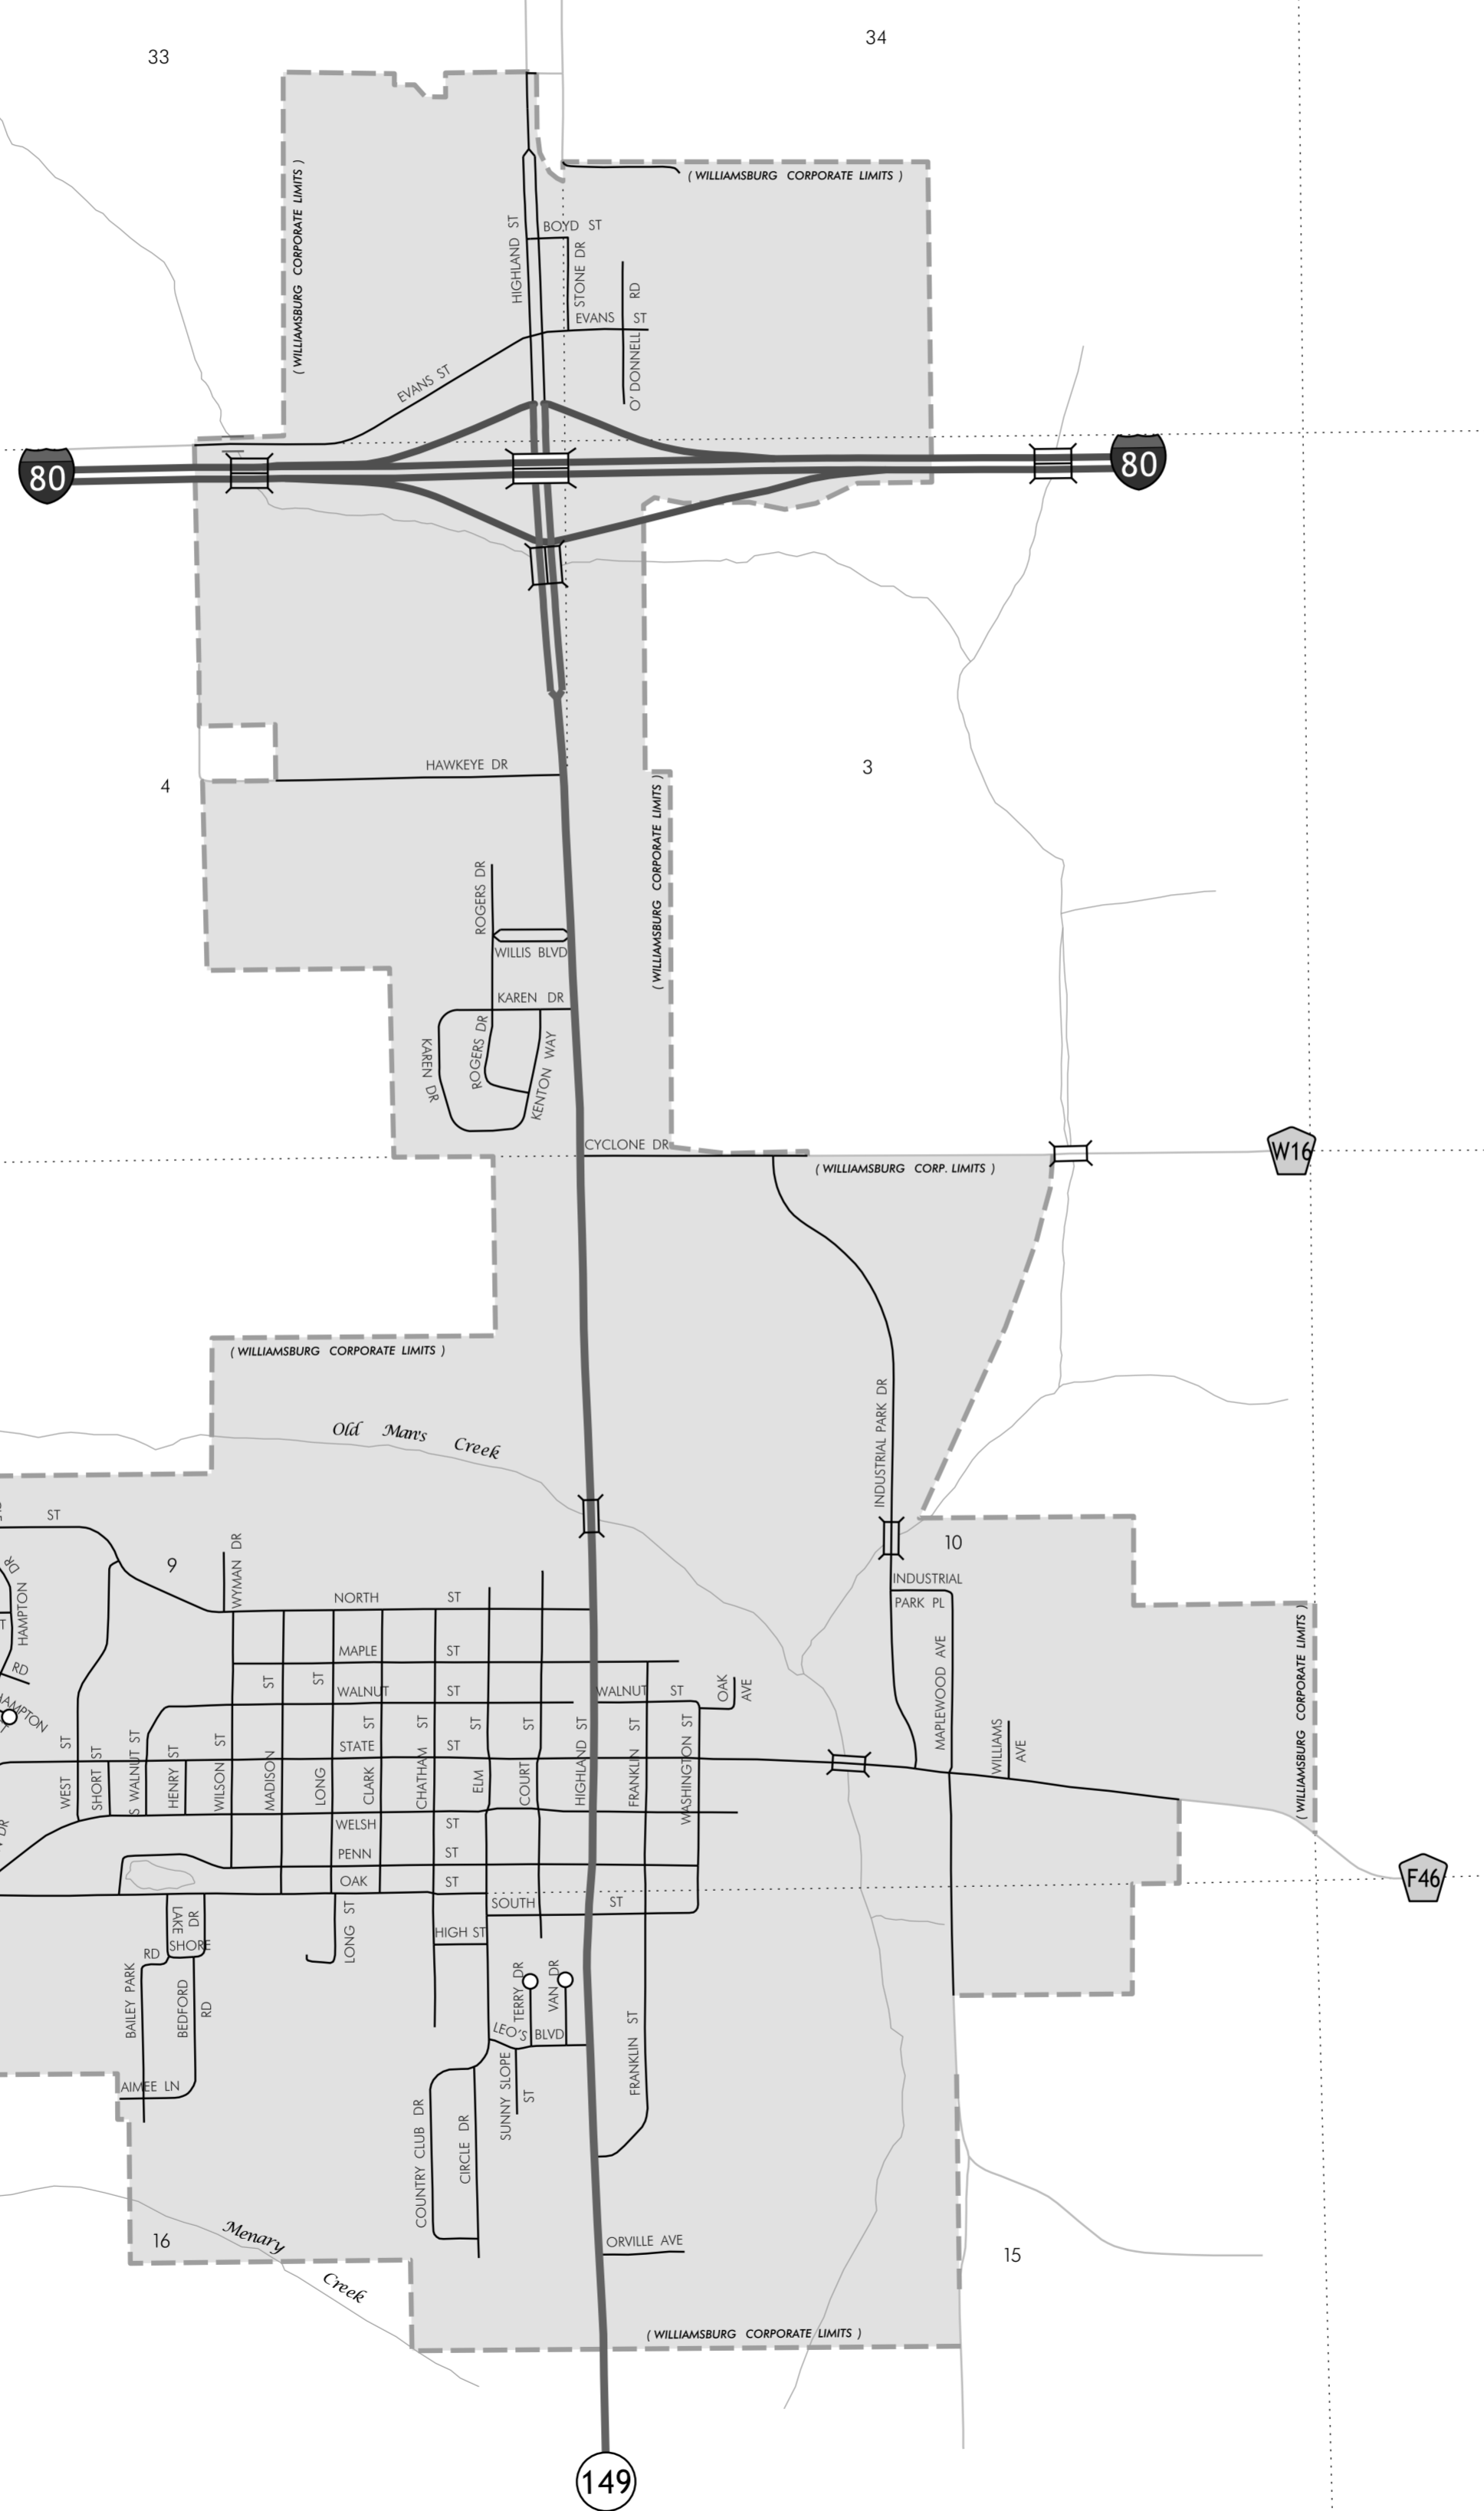 33
34
( WILLIAMSBURG CORPORATE LIMITS )
( WILLIAMSBURG CORPORATE LIMITS )
HIGHLAND ST
BOYD ST
STONE DR
O' DONNELL RD
EVANS ST
EVANS ST
80
80
HAWKEYE DR
4
3
( WILLIAMSBURG CORPORATE LIMITS )
ROGERS DR
WILLIS BLVD
KAREN DR
KAREN DR
ROGERS DR
KENTON WAY
CYCLONE DR
( WILLIAMSBURG CORP. LIMITS )
W16
( WILLIAMSBURG CORPORATE LIMITS )
INDUSTRIAL PARK DR
Old Man's Creek
ST
9
10
WYMAN DR
DR
HAMPTON
RD
HAMPTON
NORTH ST
INDUSTRIAL
PARK PL
MAPLE ST
MAPLEWOOD AVE
( WILLIAMSBURG CORPORATE LIMITS )
WALNUT ST
WALNUT ST
OAK AVE
STATE ST
WEST ST
SHORT ST
S WALNUT ST
HENRY ST
WILSON ST
MADISON ST
LONG ST
CLARK ST
CHATHAM ST
ELM ST
COURT ST
HIGHLAND ST
FRANKLIN ST
WASHINGTON ST
WILLIAMS AVE
DR
WELSH ST
PENN ST
OAK ST
F46
SOUTH ST
LAKE SHORE DR
LONG ST
HIGH ST
BAILEY PARK RD
BEDFORD RD
TERRY DR
VAN DR
LEO'S BLVD
SUNNY SLOPE ST
FRANKLIN ST
AIMEE LN
COUNTRY CLUB DR
CIRCLE DR
16
15
Menary Creek
ORVILLE AVE
( WILLIAMSBURG CORPORATE LIMITS )
149